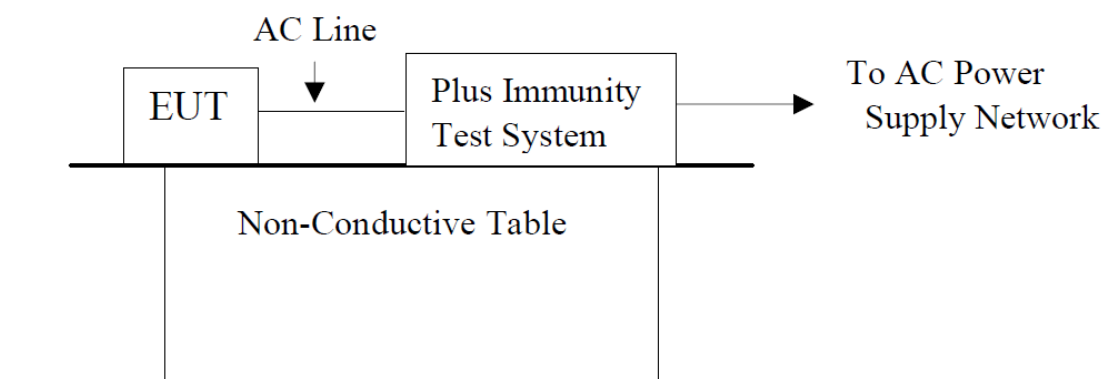 AC Line
EUT
Plus Immunity
Test System
To AC Power
Supply Network
Non-Conductive Table